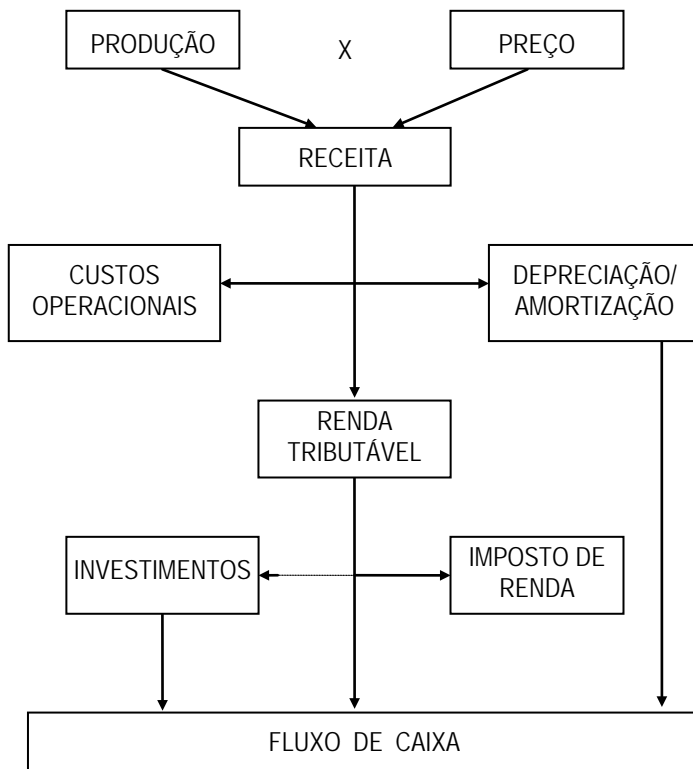 PRODUÇÃO
X
PREÇO
RECEITA
CUSTOS
OPERACIONAIS
DEPRECIAÇÃO/
AMORTIZAÇÃO
RENDA
TRIBUTÁVEL
INVESTIMENTOS
IMPOSTO DE
RENDA
FLUXO DE CAIXA